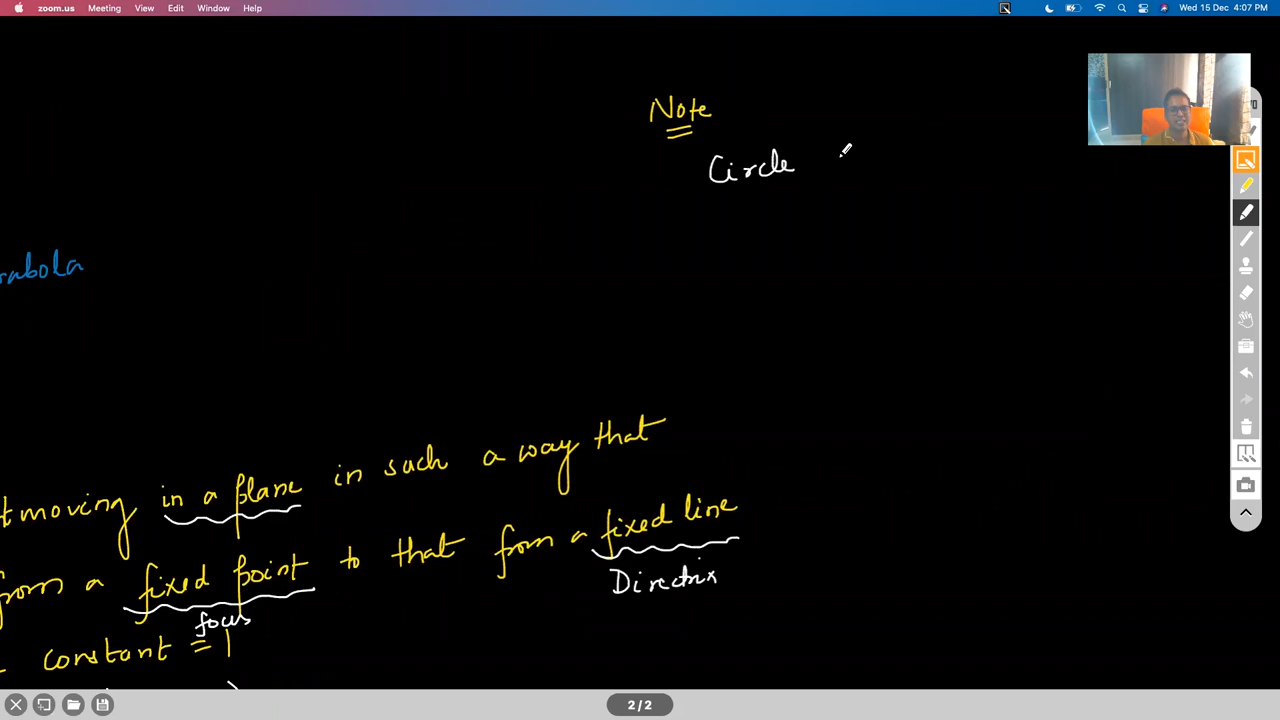 zoom.us Meeting View Edit Window Help Wed 15 Dec 4:07 PM
Note
Circle
rabola
t moving in a plane in such a way that
from a fixed point to that from a fixed line
focus Directrix
constant = 1
2/2